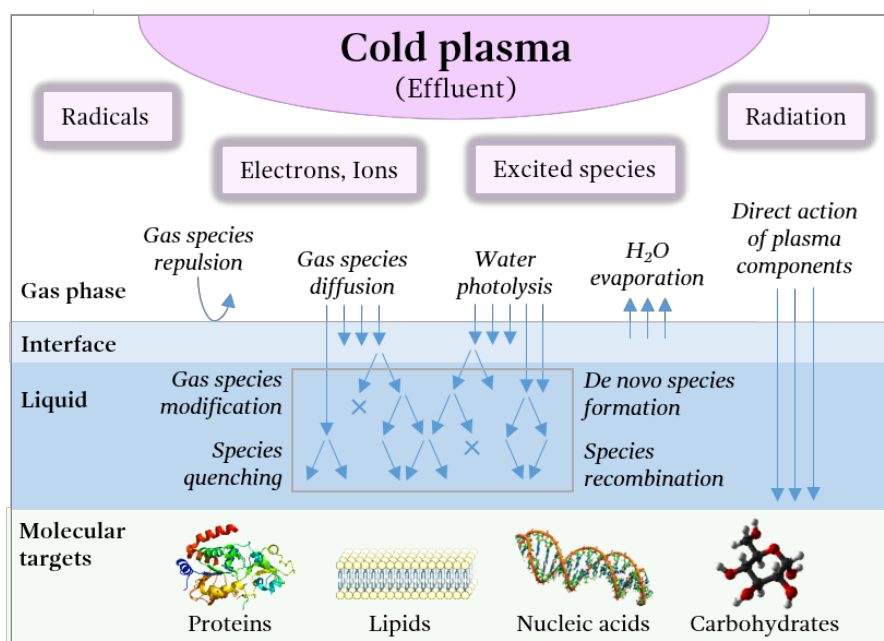 Cold plasma
(Effluent)
Radicals
Radiation
Electrons, Ions
Excited species
Gas species
repulsion
Gas species
diffusion
Water
photolysis
H₂O
evaporation
Direct action
of plasma
components
Gas phase
Interface
Liquid
Gas species
modification
De novo species
formation
Species
quenching
Species
recombination
Molecular
targets
Proteins
Lipids
Nucleic acids
Carbohydrates